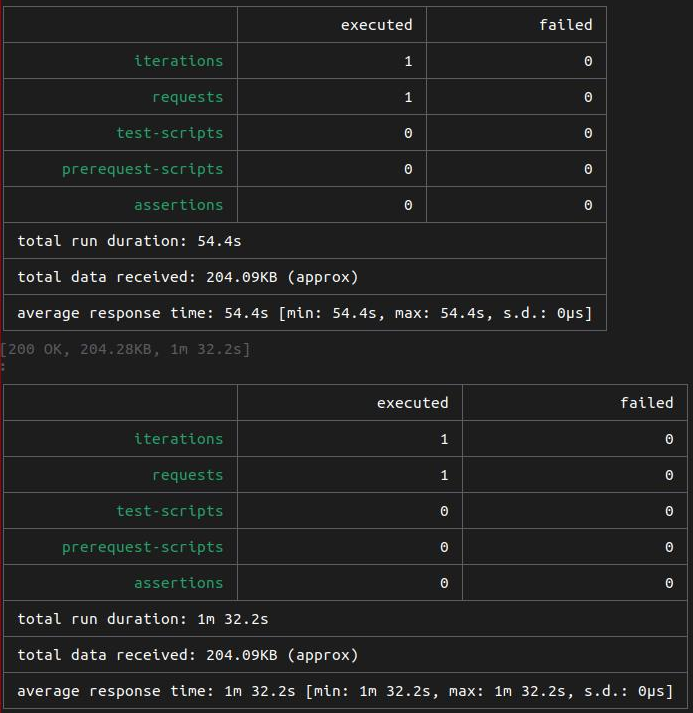 executed failed
iterations 1 0
requests 1 0
test-scripts 0 0
prerequest-scripts 0 0
assertions 0 0
total run duration: 54.4s
total data received: 204.09KB (approx)
average response time: 54.4s [min: 54.4s, max: 54.4s, s.d.: 0µs]
[200 OK, 204.28KB, 1m 32.2s]
executed failed
iterations 1 0
requests 1 0
test-scripts 0 0
prerequest-scripts 0 0
assertions 0 0
total run duration: 1m 32.2s
total data received: 204.09KB (approx)
average response time: 1m 32.2s [min: 1m 32.2s, max: 1m 32.2s, s.d.: 0µs]